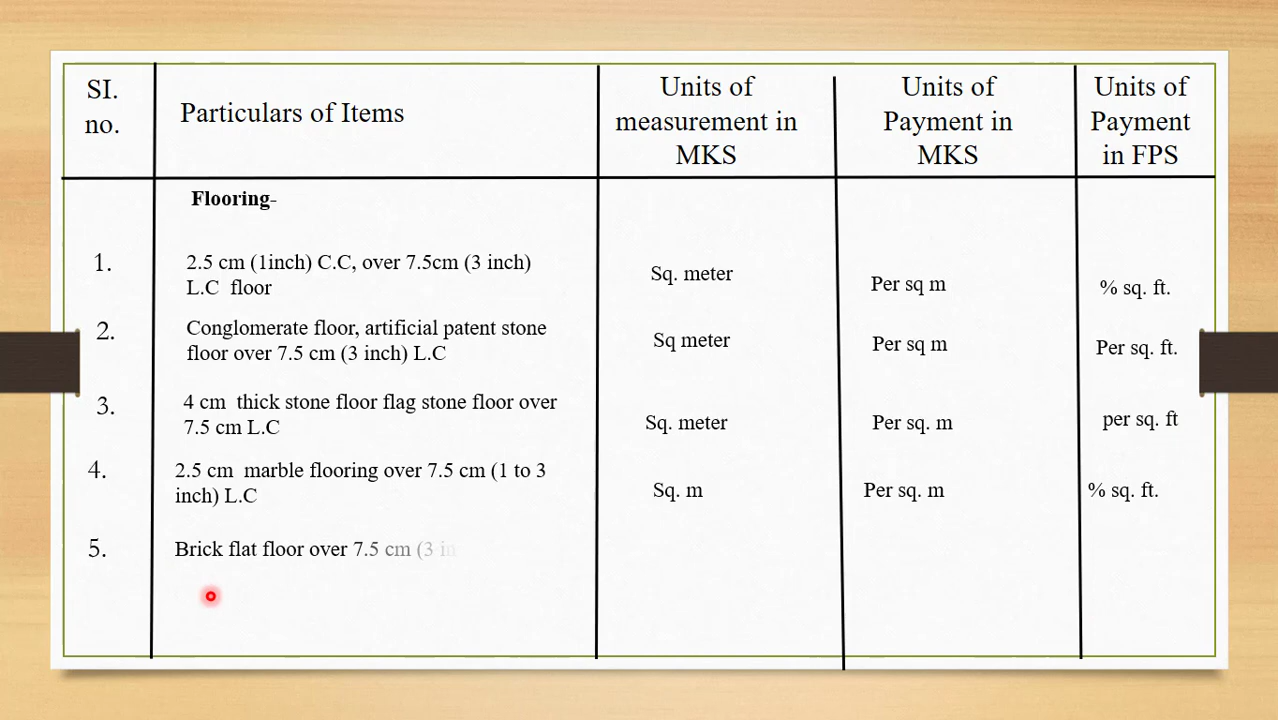 SI.
no.
Particulars of Items
Units of
measurement in
MKS
Units of
Payment in
MKS
Units of
Payment
in FPS
Flooring-
1.
2.5 cm (1inch) C.C, over 7.5cm (3 inch)
L.C floor
Sq. meter
Per sq m
% sq. ft.
2.
Conglomerate floor, artificial patent stone
floor over 7.5 cm (3 inch) L.C
Sq meter
Per sq m
Per sq. ft.
3.
4 cm thick stone floor flag stone floor over
7.5 cm L.C
Sq. meter
Per sq. m
per sq. ft
4.
2.5 cm marble flooring over 7.5 cm (1 to 3
inch) L.C
Sq. m
Per sq. m
% sq. ft.
5.
Brick flat floor over 7.5 cm (3 in